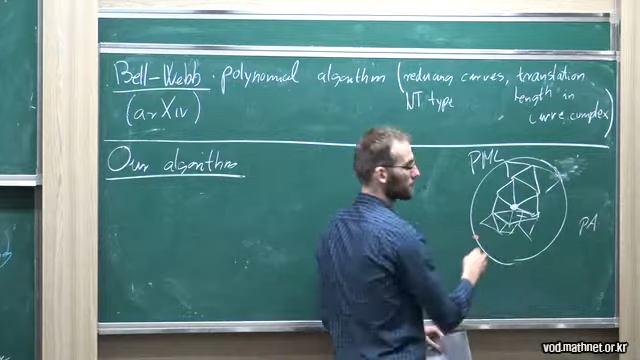 Bell-Webb · polynomial algorithm (reducing curves, translation
(arXiv) NT type length in
curve complex)
Our algorithm
PML
PA
vod.mathnet.or.kr